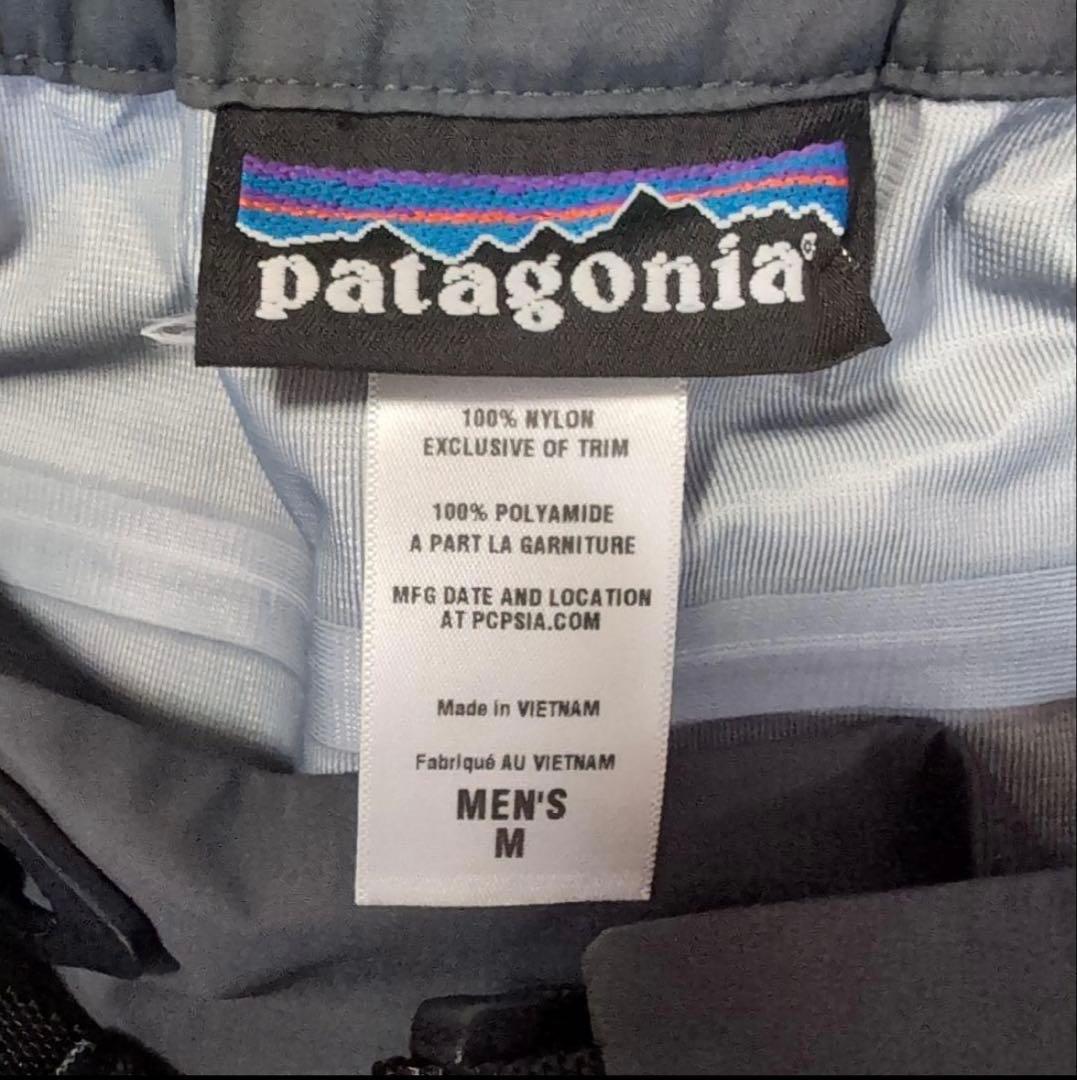 patagonia®
100% NYLON
EXCLUSIVE OF TRIM
100% POLYAMIDE
A PART LA GARNITURE
MFG DATE AND LOCATION
AT PCPSIA.COM
Made in VIETNAM
Fabriqué AU VIETNAM
MEN'S
M